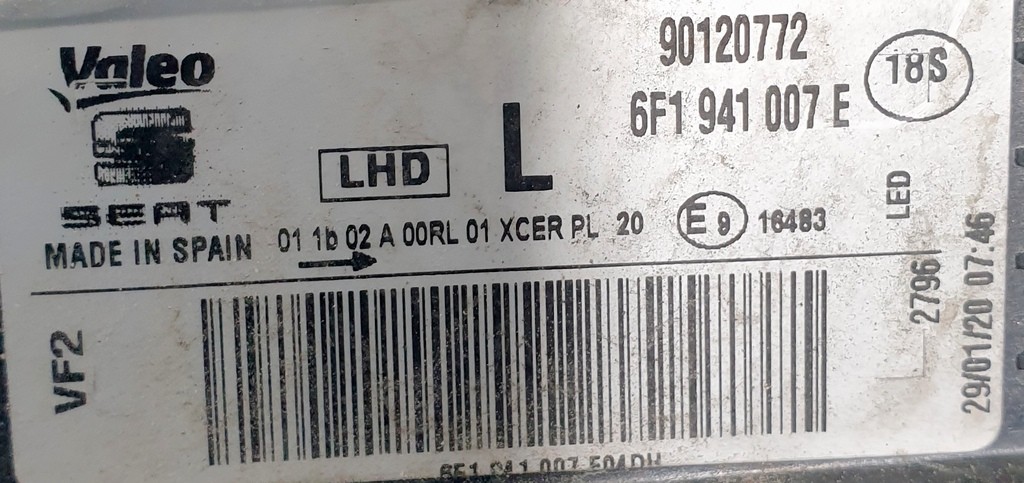 Valeo
SEAT
MADE IN SPAIN
LHD
L
90120772
6F1 941 007 E
18S
01 1b 02 A 00RL 01 XCER PL 20 E 9 16483
LED
2796
29/01/20 07:46
VF2